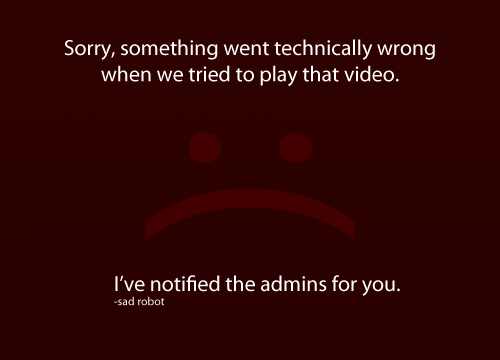 Sorry, something went technically wrong
when we tried to play that video.
I've notified the admins for you.
-sad robot